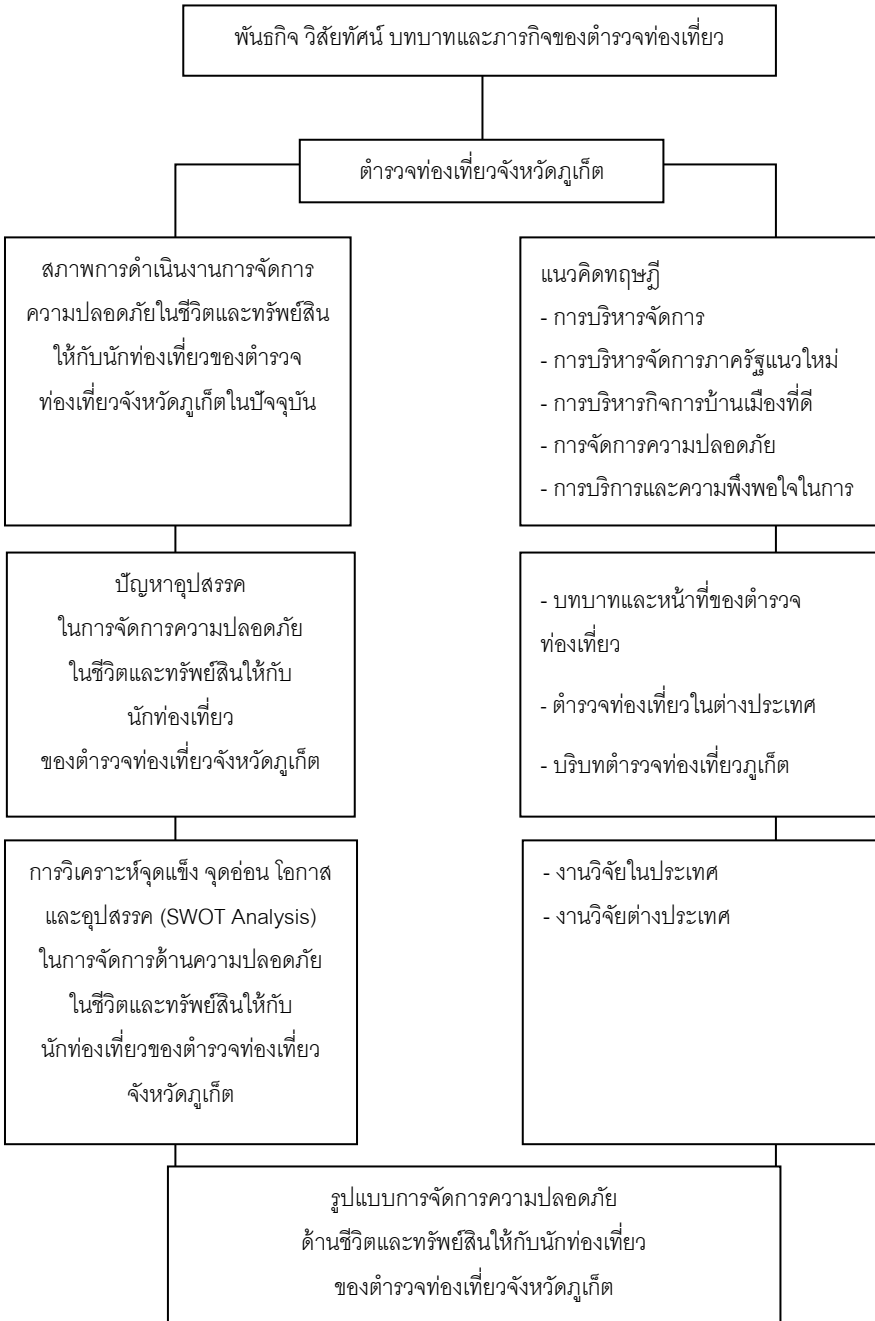 พันธกิจ วิสัยทัศน์ บทบาทและภารกิจของตำรวจท่องเที่ยว
ตำรวจท่องเที่ยวจังหวัดภูเก็ต
สภาพการดำเนินงานการจัดการ
ความปลอดภัยในชีวิตและทรัพย์สิน
ให้กับนักท่องเที่ยวของตำรวจ
ท่องเที่ยวจังหวัดภูเก็ตในปัจจุบัน
แนวคิดทฤษฎี
- การบริหารจัดการ
- การบริหารจัดการภาครัฐแนวใหม่
- การบริหารกิจการบ้านเมืองที่ดี
- การจัดการความปลอดภัย
- การบริการและความพึงพอใจในการ
ปัญหาอุปสรรค
ในการจัดการความปลอดภัย
ในชีวิตและทรัพย์สินให้กับ
นักท่องเที่ยว
ของตำรวจท่องเที่ยวจังหวัดภูเก็ต
- บทบาทและหน้าที่ของตำรวจ
ท่องเที่ยว
- ตำรวจท่องเที่ยวในต่างประเทศ
- บริบทตำรวจท่องเที่ยวภูเก็ต
การวิเคราะห์จุดแข็ง จุดอ่อน โอกาส
และอุปสรรค (SWOT Analysis)
ในการจัดการด้านความปลอดภัย
ในชีวิตและทรัพย์สินให้กับ
นักท่องเที่ยวของตำรวจท่องเที่ยว
จังหวัดภูเก็ต
- งานวิจัยในประเทศ
- งานวิจัยต่างประเทศ
รูปแบบการจัดการความปลอดภัย
ด้านชีวิตและทรัพย์สินให้กับนักท่องเที่ยว
ของตำรวจท่องเที่ยวจังหวัดภูเก็ต